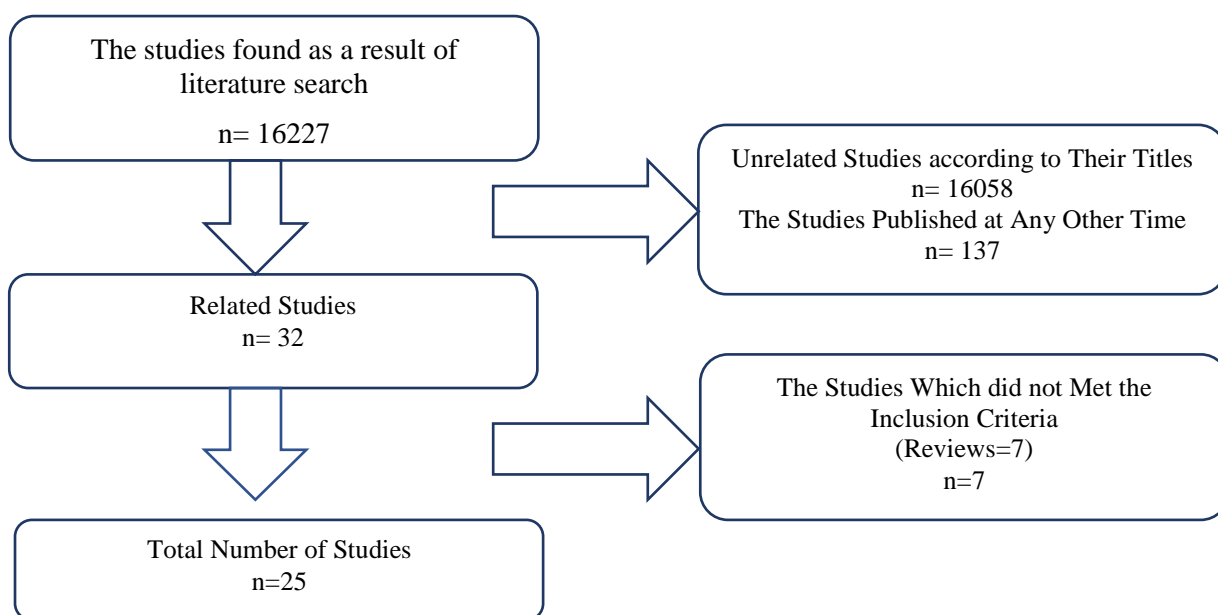 The studies found as a result of
literature search
n= 16227
Unrelated Studies according to Their Titles
n= 16058
The Studies Published at Any Other Time
n= 137
Related Studies
n= 32
The Studies Which did not Met the
Inclusion Criteria
(Reviews=7)
n=7
Total Number of Studies
n=25